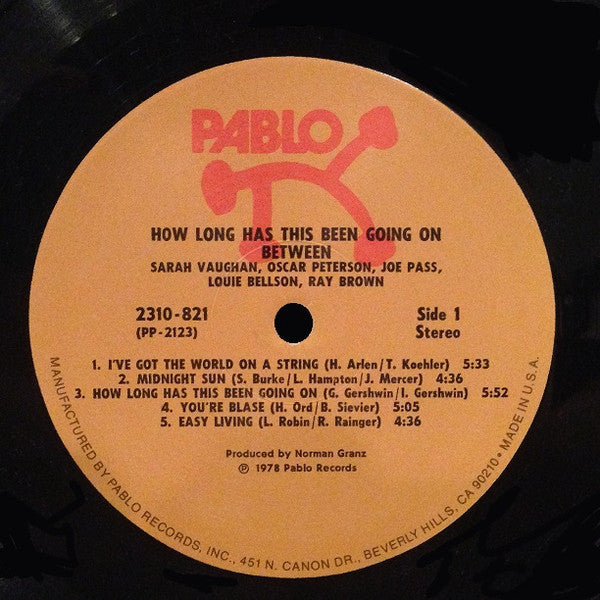 PABLO
HOW LONG HAS THIS BEEN GOING ON
BETWEEN
SARAH VAUGHAN, OSCAR PETERSON, JOE PASS,
LOUIE BELLSON, RAY BROWN
2310-821 Side 1
(PP-2123) Stereo
1. I'VE GOT THE WORLD ON A STRING (H. Arlen/T. Koehler) 5:33
2. MIDNIGHT SUN (S. Burke/L. Hampton/J. Mercer) 4:36
3. HOW LONG HAS THIS BEEN GOING ON (G. Gershwin/I. Gershwin) 5:52
4. YOU'RE BLASE (H. Ord/B. Sievier) 5:05
5. EASY LIVING (L. Robin/R. Rainger) 4:36
Produced by Norman Granz
℗ 1978 Pablo Records
MANUFACTURED BY PABLO RECORDS, INC., 451 N. CANON DR., BEVERLY HILLS, CA 90210 • MADE IN U.S.A.